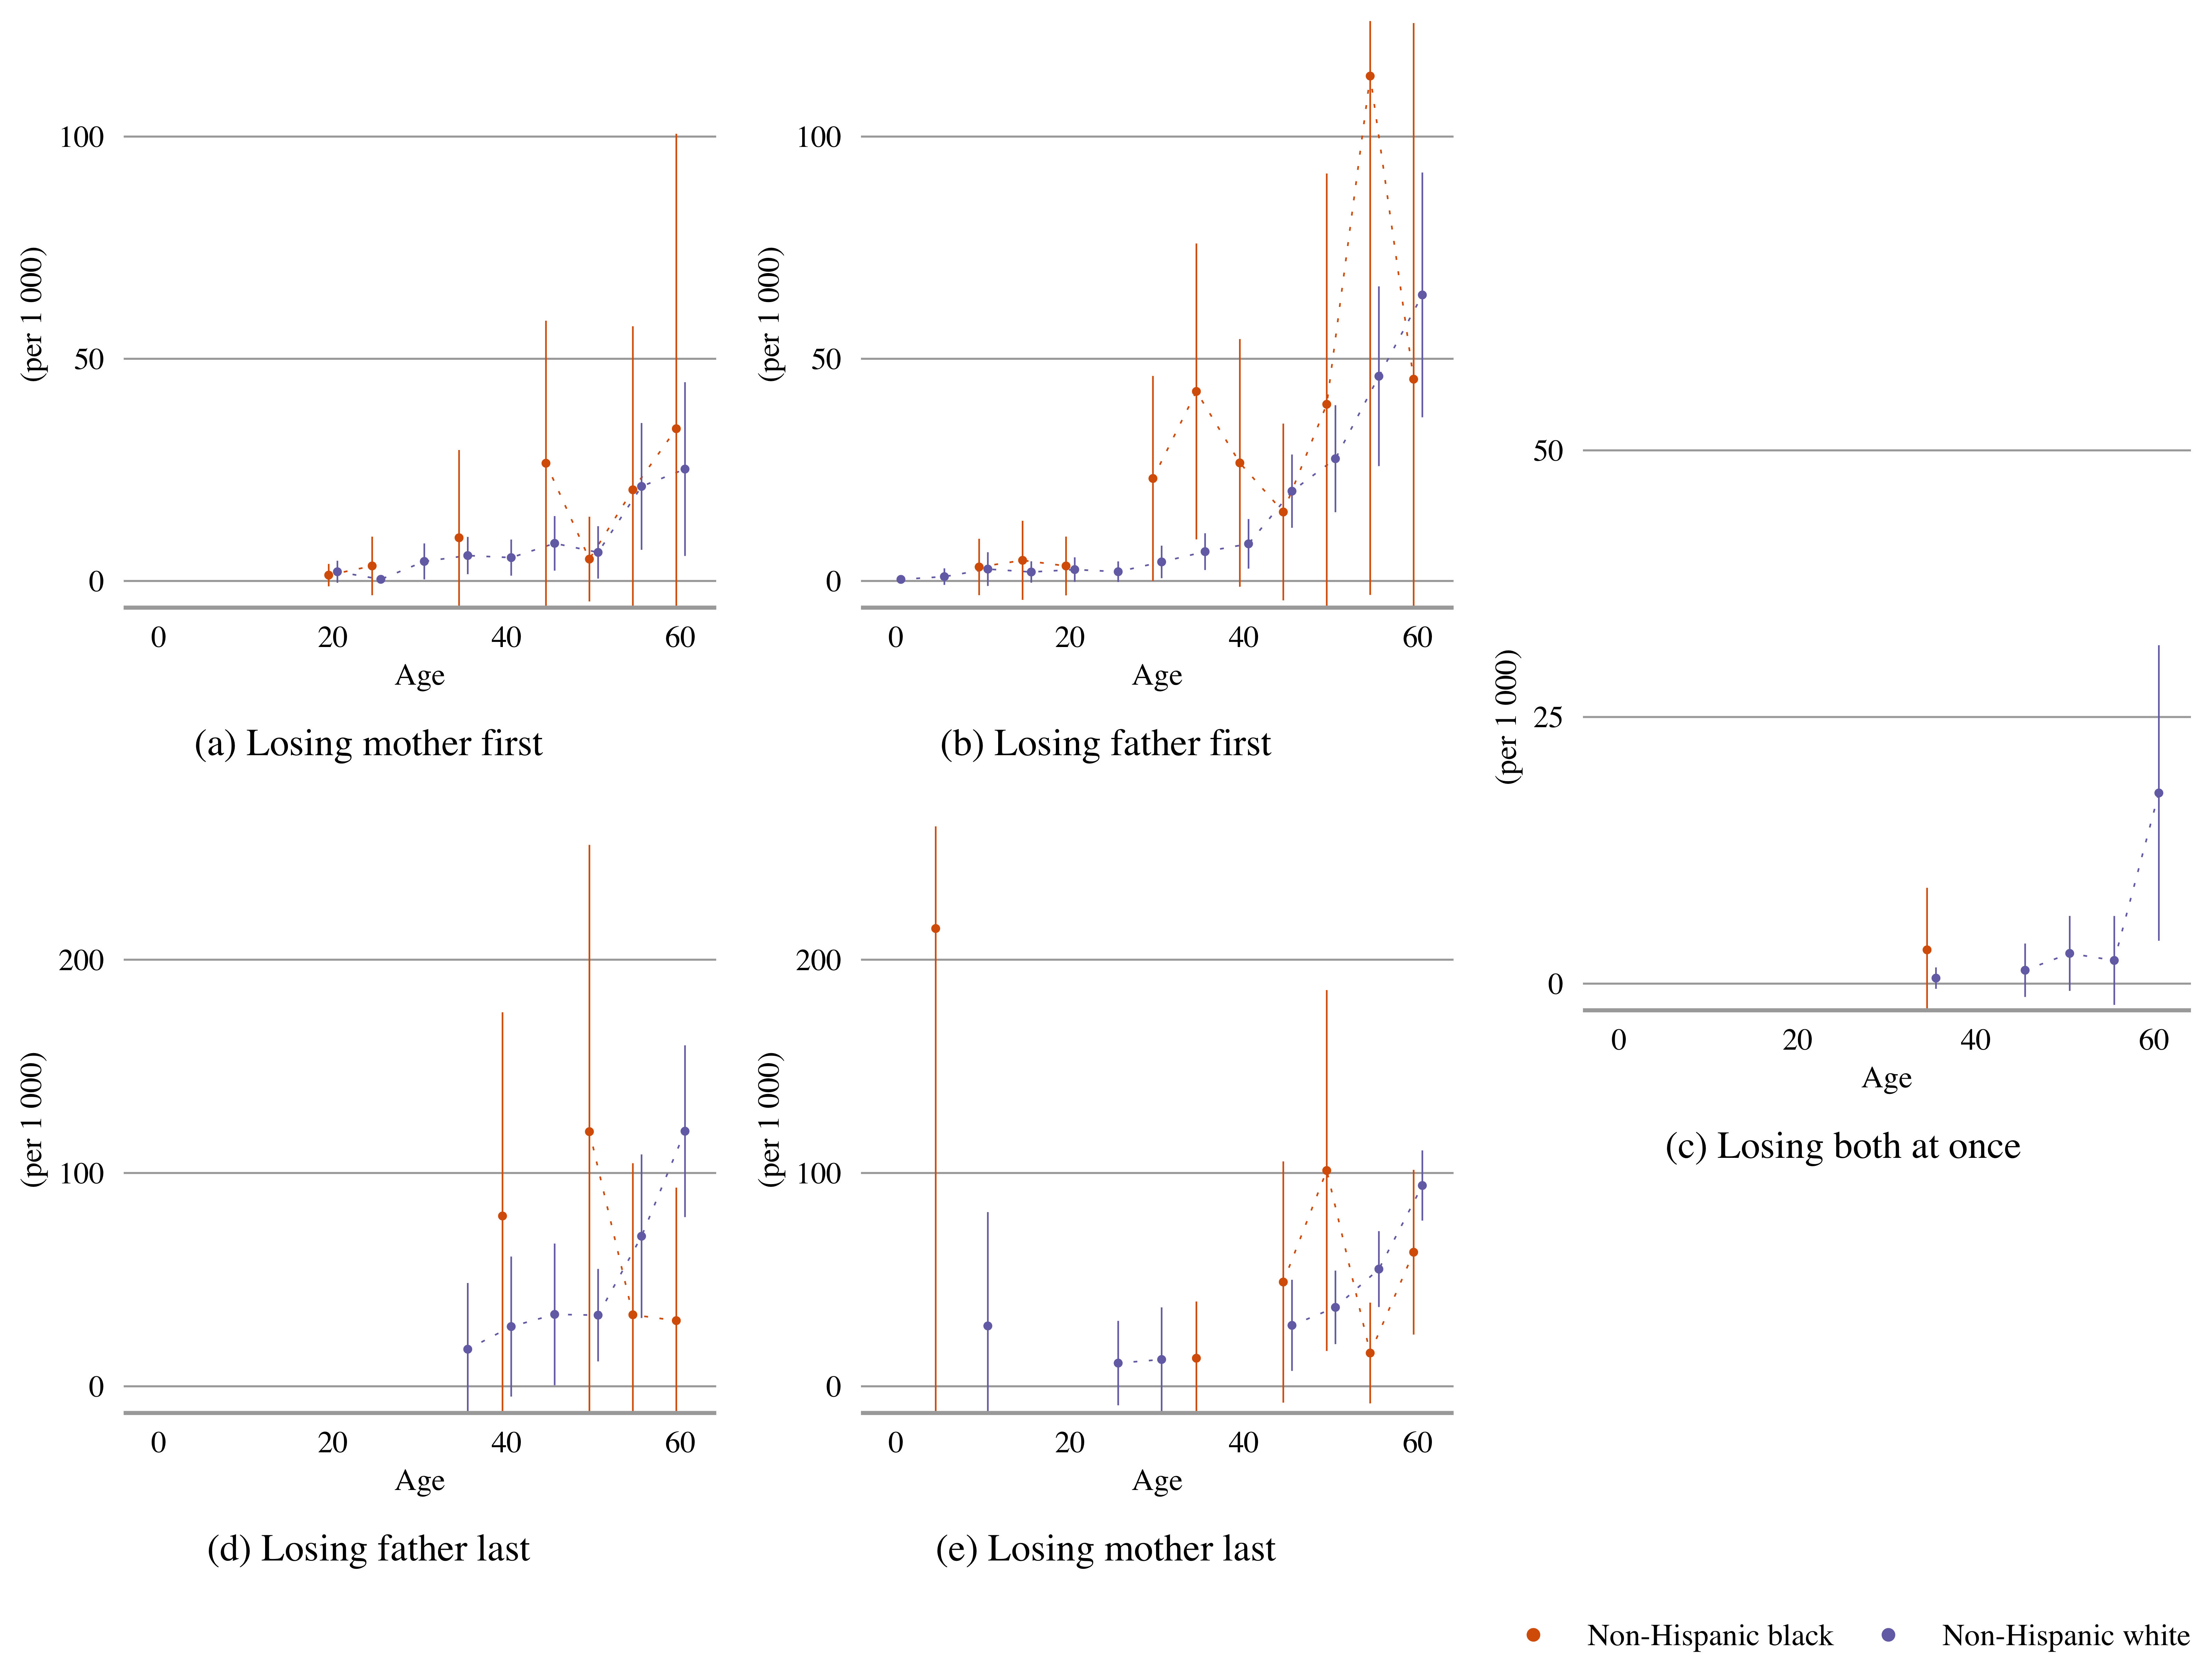 100
50
0
(per 1 000)
0 20 40 60
Age
(a) Losing mother first
100
50
0
(per 1 000)
0 20 40 60
Age
(b) Losing father first
50
25
0
(per 1 000)
0 20 40 60
Age
(c) Losing both at once
200
100
0
(per 1 000)
0 20 40 60
Age
(d) Losing father last
200
100
0
(per 1 000)
0 20 40 60
Age
(e) Losing mother last
Non-Hispanic black Non-Hispanic white